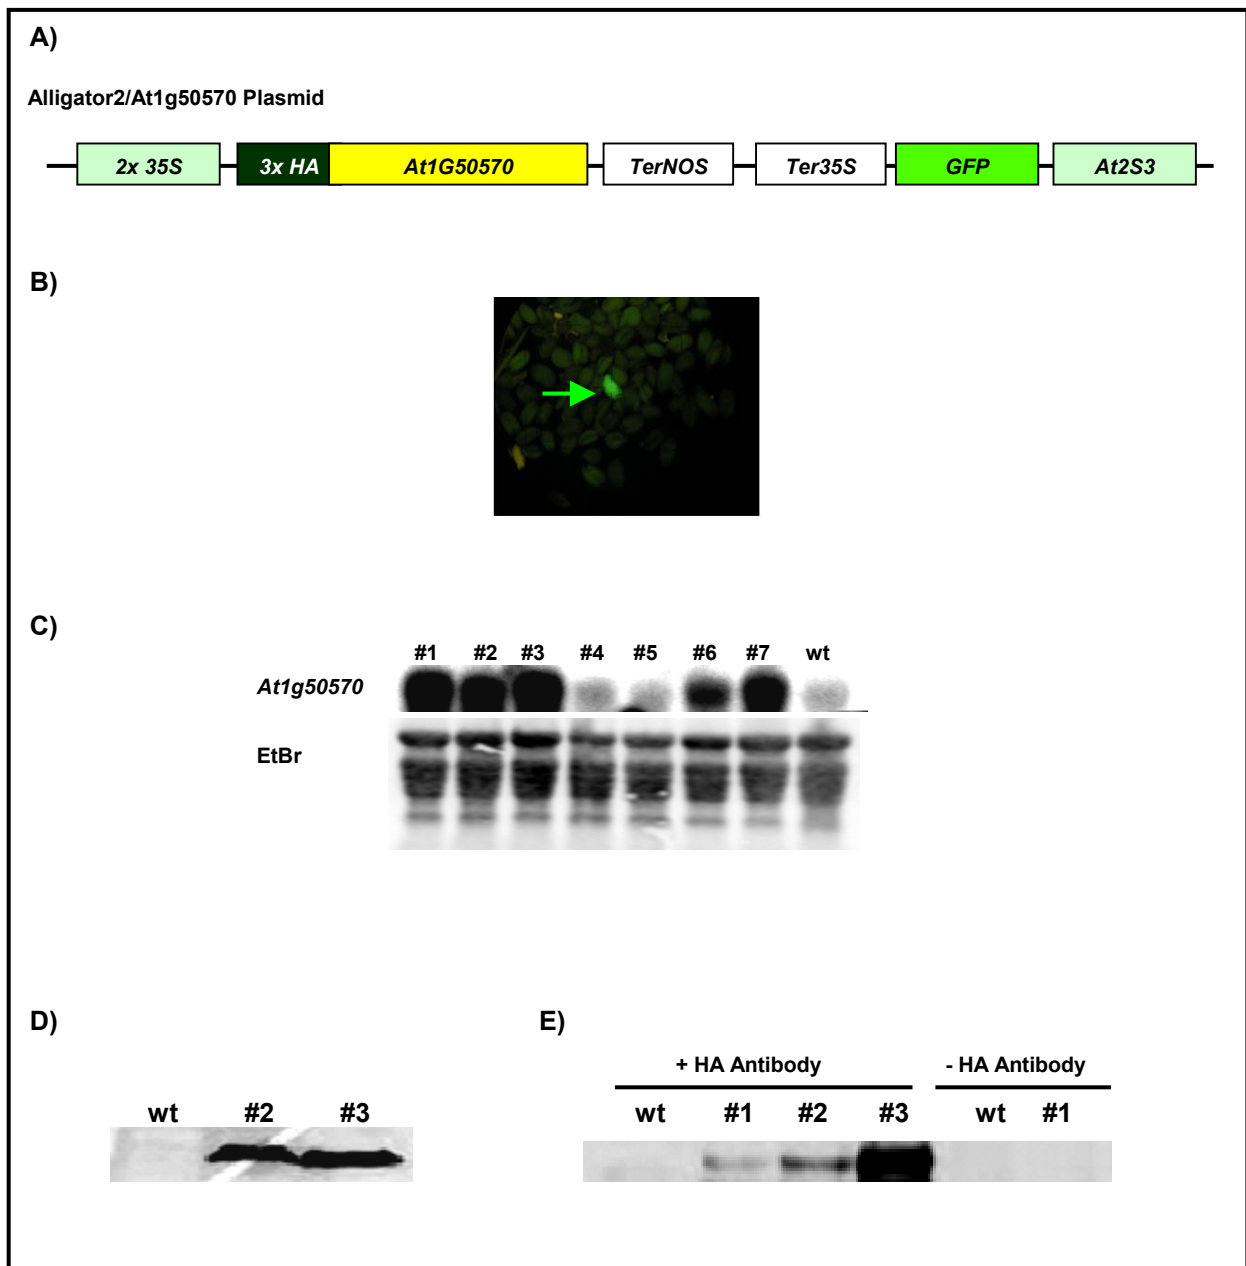 A)
Alligator2/At1g50570 Plasmid
2x 35S 3x HA At1G50570 TerNOS Ter35S GFP At2S3
B)
C)
#1 #2 #3 #4 #5 #6 #7 wt
At1g50570
EtBr
D)
E)
+ HA Antibody - HA Antibody
wt #2 #3
wt #1 #2 #3 wt #1